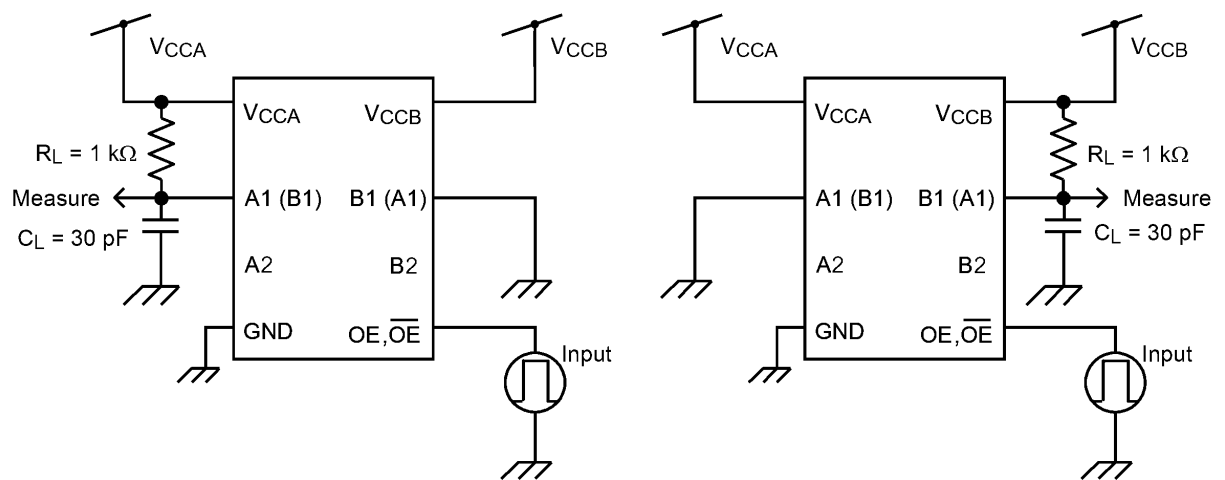 VCCA
VCCB
VCCA
VCCB
RL = 1 kΩ
Measure
A1 (B1)
B1 (A1)
CL = 30 pF
A2
B2
GND
OE,O̅E̅
Input
VCCA
VCCB
VCCA
VCCB
RL = 1 kΩ
A1 (B1)
B1 (A1)
Measure
CL = 30 pF
A2
B2
GND
OE,O̅E̅
Input